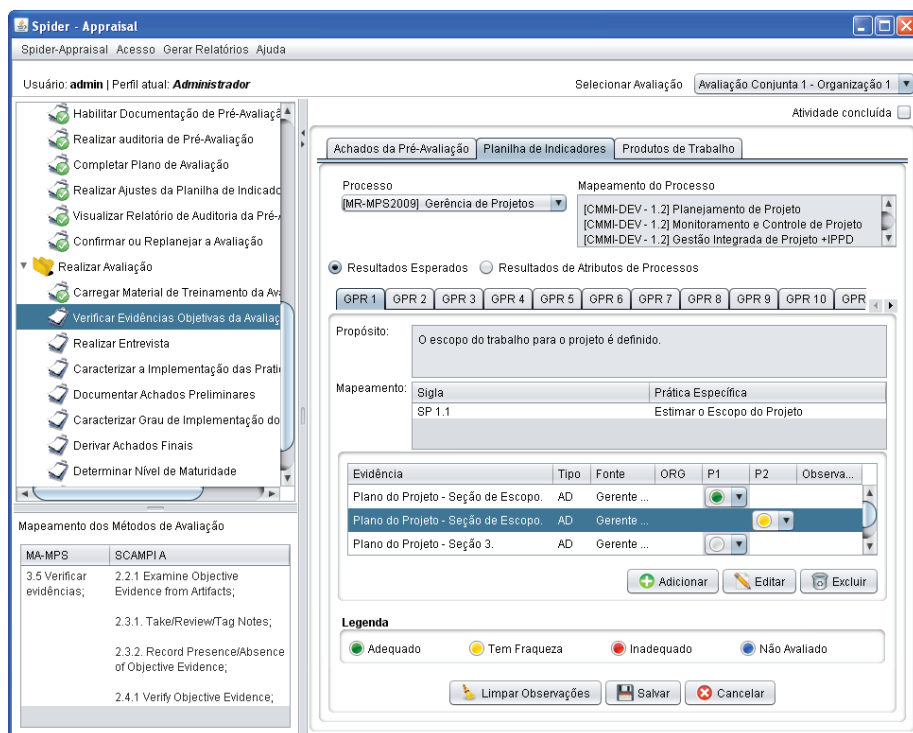 Spider - Appraisal
Spider-Appraisal Acesso Gerar Relatórios Ajuda
Usuário: admin | Perfil atual: Administrador
Selecionar Avaliação
Avaliação Conjunta 1 - Organização 1
Atividade concluída
Habilitar Documentação de Pré-Avaliaçã
Realizar auditoria de Pré-Avaliação
Completar Plano de Avaliação
Realizar Ajustes da Planilha de Indicado
Visualizar Relatório de Auditoria da Pré-
Confirmar ou Replanejar a Avaliação
Realizar Avaliação
Carregar Material de Treinamento da Ava
Verificar Evidências Objetivas da Avaliaç
Realizar Entrevista
Caracterizar a Implementação das Prati
Documentar Achados Preliminares
Caracterizar Grau de Implementação do
Derivar Achados Finais
Determinar Nível de Maturidade
Mapeamento dos Métodos de Avaliação
MA-MPS SCAMPI A
3.5 Verificar evidências;
2.2.1 Examine Objective
Evidence from Artifacts;
2.3.1. Take/Review/Tag Notes;
2.3.2. Record Presence/Absence
of Objective Evidence;
2.4.1 Verify Objective Evidence;
Achados da Pré-Avaliação Planilha de Indicadores Produtos de Trabalho
Processo
[MR-MPS2009] Gerência de Projetos
Mapeamento do Processo
[CMMI-DEV - 1.2] Planejamento de Projeto
[CMMI-DEV - 1.2] Monitoramento e Controle de Projeto
[CMMI-DEV - 1.2] Gestão Integrada de Projeto +IPPD
Resultados Esperados Resultados de Atributos de Processos
GPR 1 GPR 2 GPR 3 GPR 4 GPR 5 GPR 6 GPR 7 GPR 8 GPR 9 GPR 10 GPR
Propósito:
O escopo do trabalho para o projeto é definido.
Mapeamento:
Sigla Prática Específica
SP 1.1 Estimar o Escopo do Projeto
Evidência Tipo Fonte ORG P1 P2 Observa...
Plano do Projeto - Seção de Escopo. AD Gerente ...
Plano do Projeto - Seção de Escopo. AD Gerente ...
Plano do Projeto - Seção 3. AD Gerente ...
Adicionar Editar Excluir
Legenda
Adequado Tem Fraqueza Inadequado Não Avaliado
Limpar Observações Salvar Cancelar